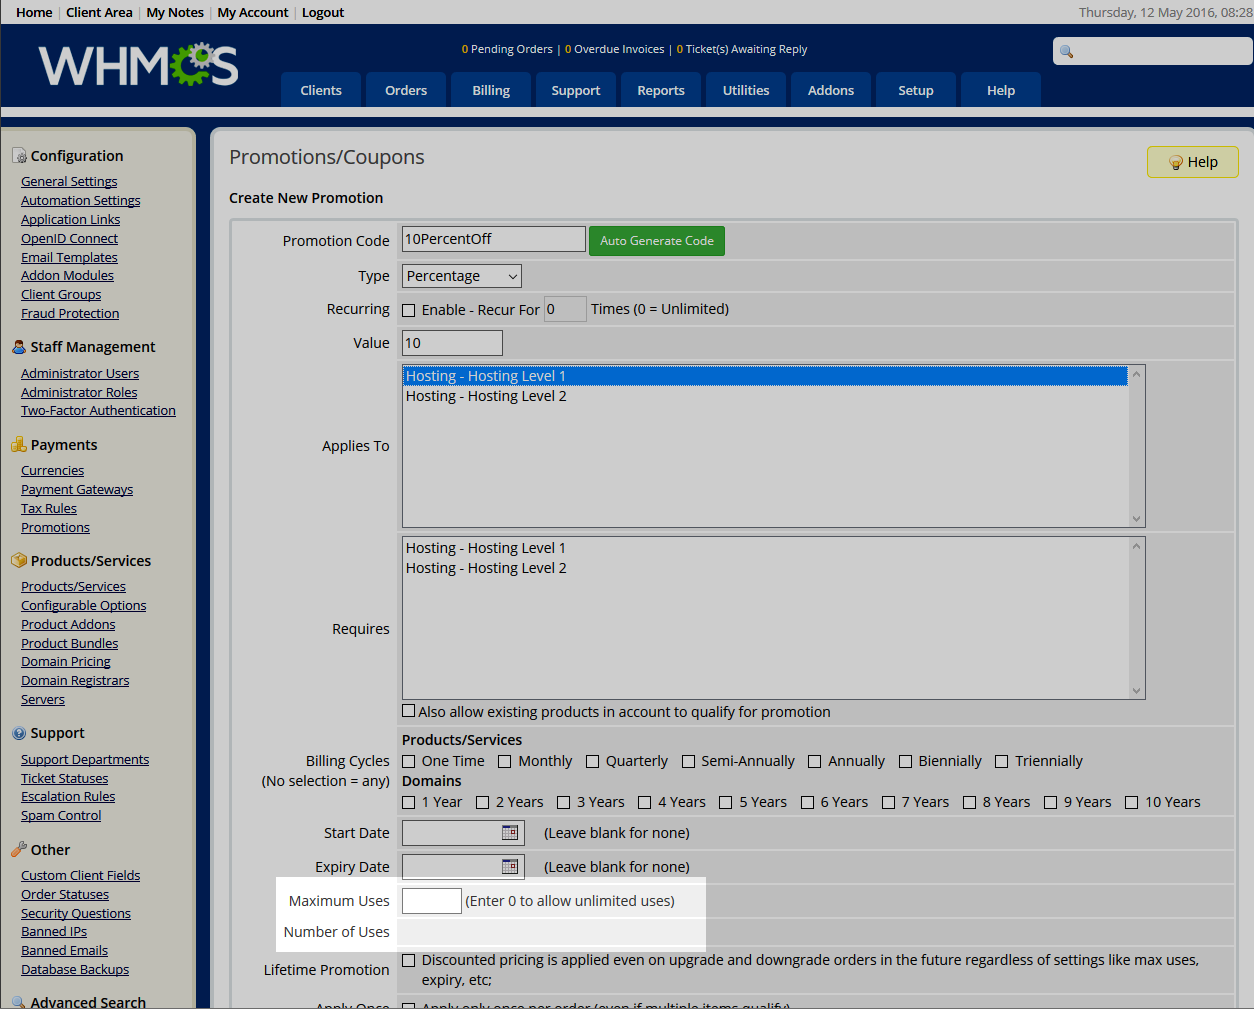 Home | Client Area | My Notes | My Account | Logout
Thursday, 12 May 2016, 08:28
WHMCS
0 Pending Orders | 0 Overdue Invoices | 0 Ticket(s) Awaiting Reply
Clients Orders Billing Support Reports Utilities Addons Setup Help
Configuration
General Settings
Automation Settings
Application Links
OpenID Connect
Email Templates
Addon Modules
Client Groups
Fraud Protection
Staff Management
Administrator Users
Administrator Roles
Two-Factor Authentication
Payments
Currencies
Payment Gateways
Tax Rules
Promotions
Products/Services
Products/Services
Configurable Options
Product Addons
Product Bundles
Domain Pricing
Domain Registrars
Servers
Support
Support Departments
Ticket Statuses
Escalation Rules
Spam Control
Other
Custom Client Fields
Order Statuses
Security Questions
Banned IPs
Banned Emails
Database Backups
Advanced Search
Promotions/Coupons
Help
Create New Promotion
Promotion Code 10PercentOff Auto Generate Code
Type Percentage
Recurring Enable - Recur For 0 Times (0 = Unlimited)
Value 10
Applies To
Hosting - Hosting Level 1
Hosting - Hosting Level 2
Requires
Hosting - Hosting Level 1
Hosting - Hosting Level 2
Also allow existing products in account to qualify for promotion
Billing Cycles
(No selection = any)
Products/Services
One Time Monthly Quarterly Semi-Annually Annually Biennially Triennially
Domains
1 Year 2 Years 3 Years 4 Years 5 Years 6 Years 7 Years 8 Years 9 Years 10 Years
Start Date (Leave blank for none)
Expiry Date (Leave blank for none)
Maximum Uses (Enter 0 to allow unlimited uses)
Number of Uses
Lifetime Promotion Discounted pricing is applied even on upgrade and downgrade orders in the future regardless of settings like max uses,
expiry, etc;
Apply Once Apply only once per order (even if multiple items qualify)